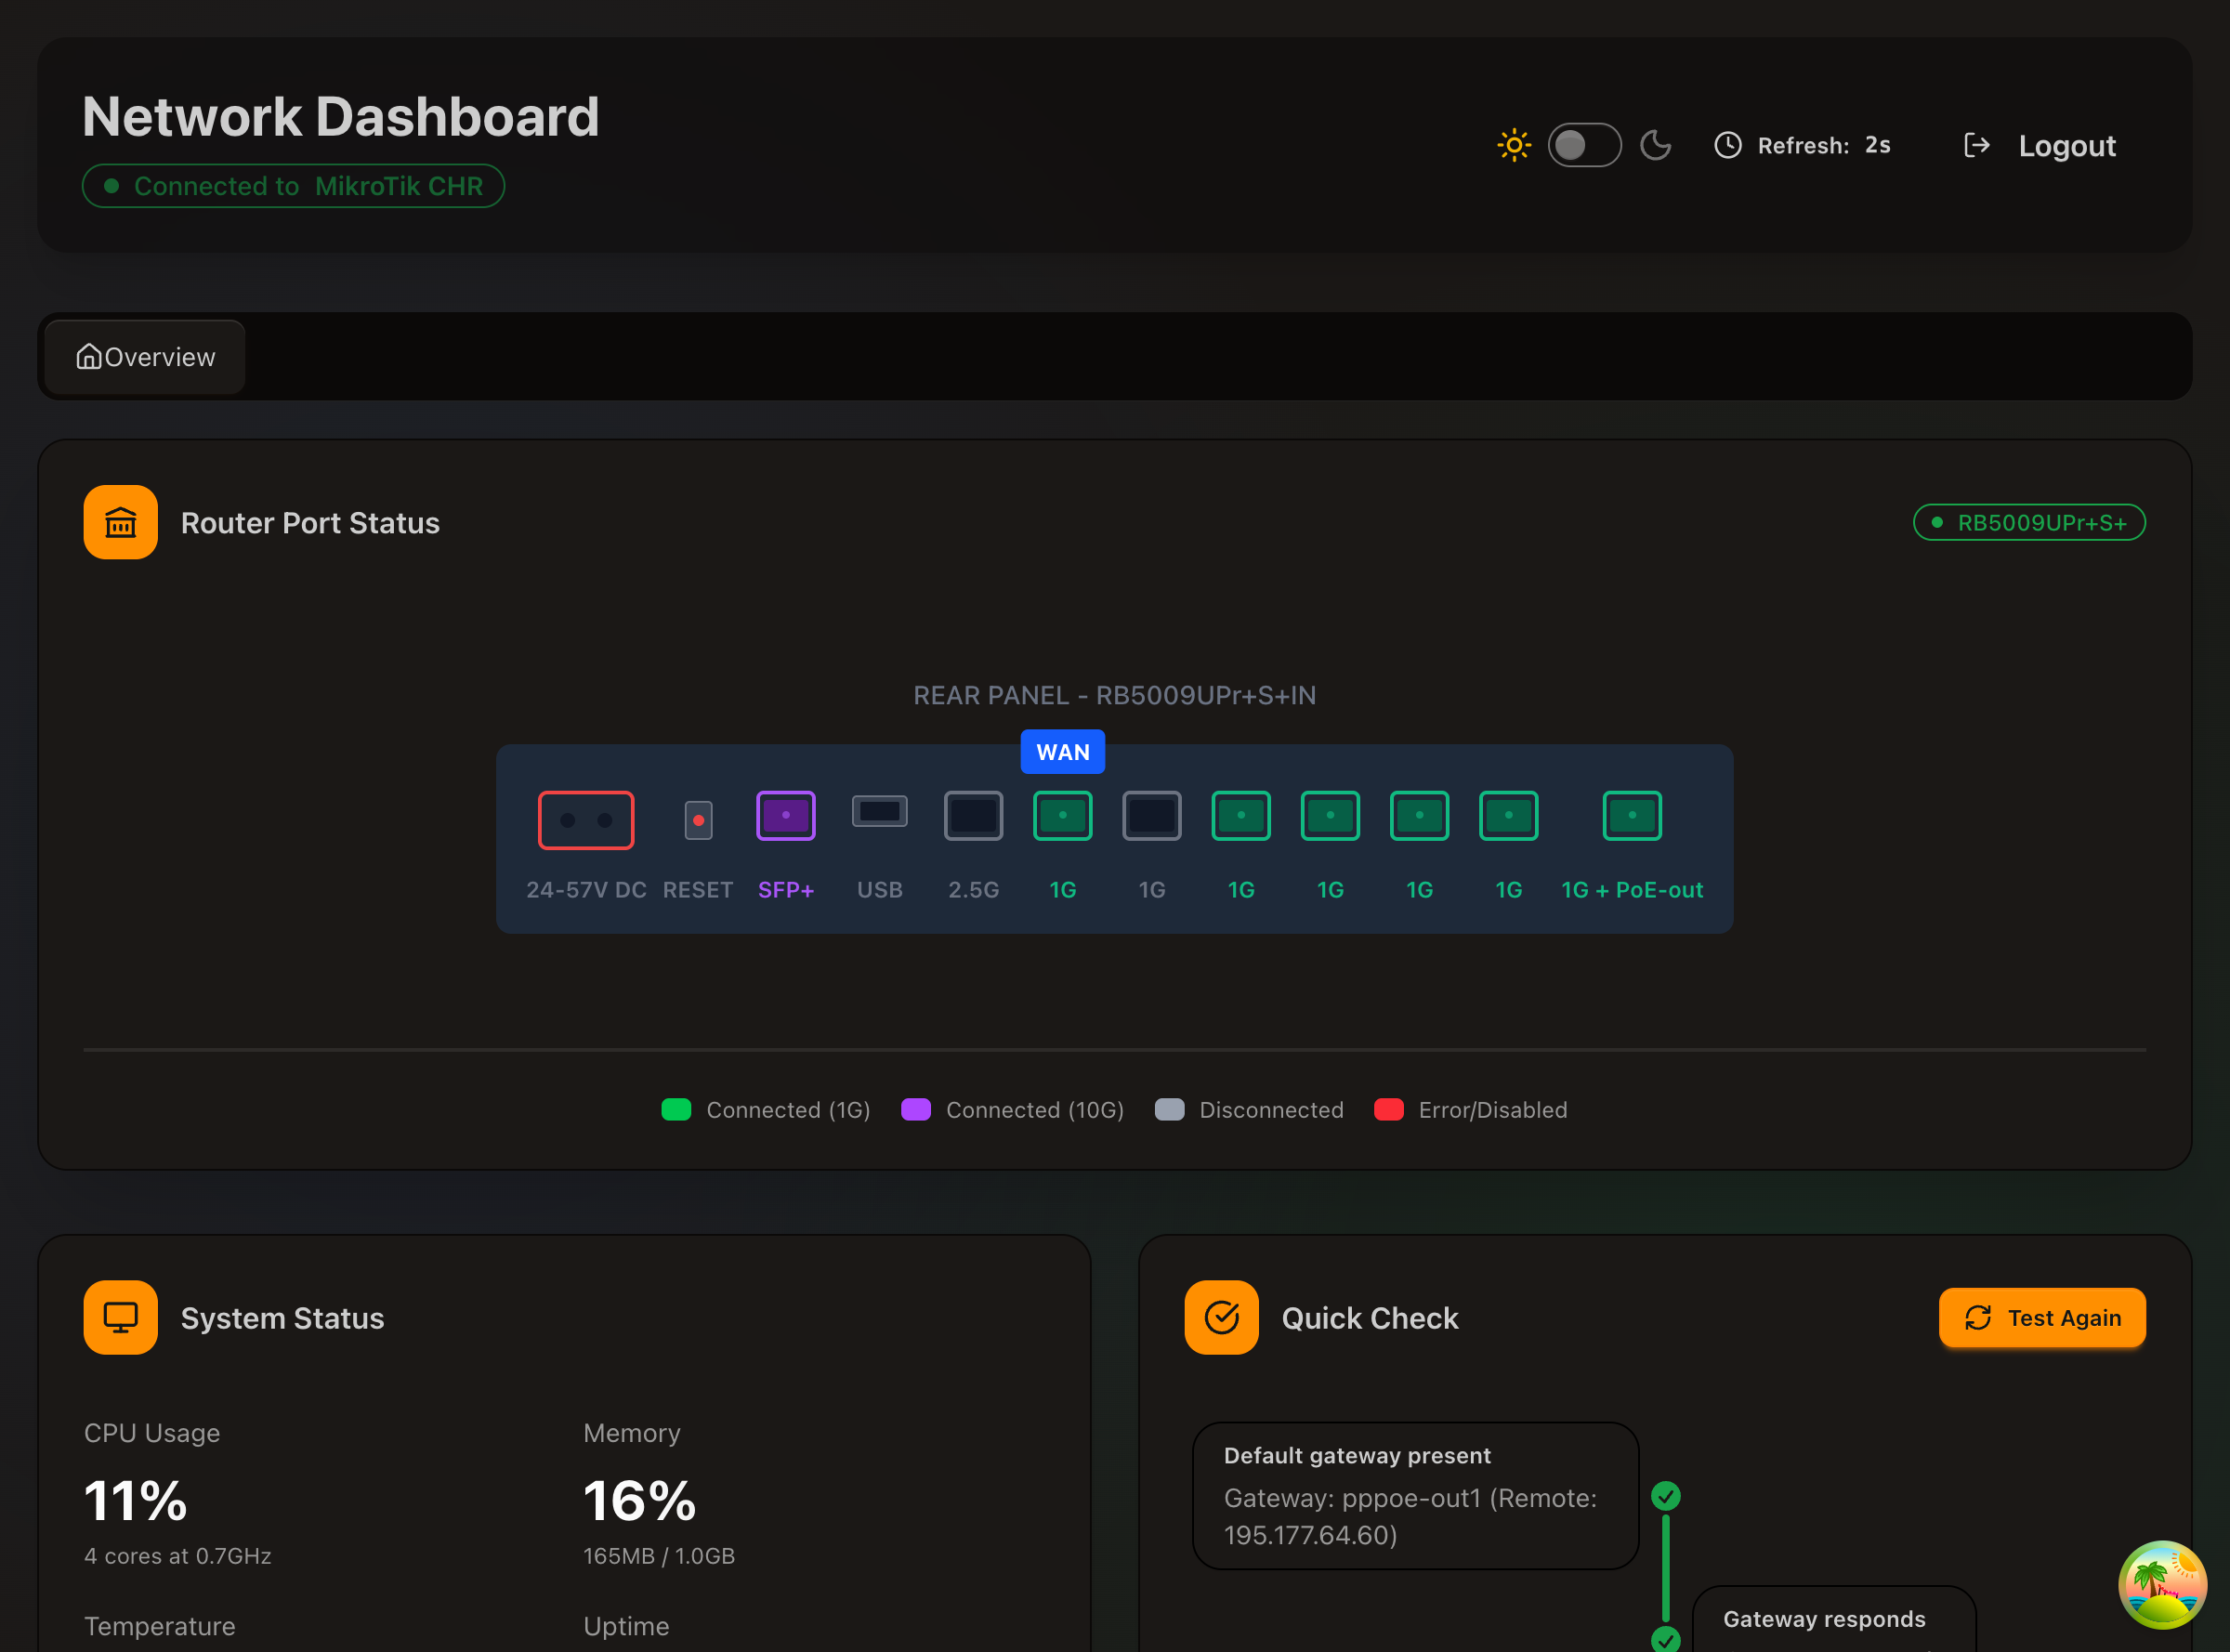 Network Dashboard
Connected to MikroTik CHR
Refresh: 2s
Logout
Overview
Router Port Status
RB5009UPr+S+
REAR PANEL - RB5009UPr+S+IN
WAN
24-57V DC RESET SFP+ USB 2.5G 1G 1G 1G 1G 1G 1G 1G + PoE-out
Connected (1G) Connected (10G) Disconnected Error/Disabled
System Status
CPU Usage
11%
4 cores at 0.7GHz
Memory
16%
165MB / 1.0GB
Temperature
Uptime
Quick Check
Test Again
Default gateway present
Gateway: pppoe-out1 (Remote:
195.177.64.60)
Gateway responds